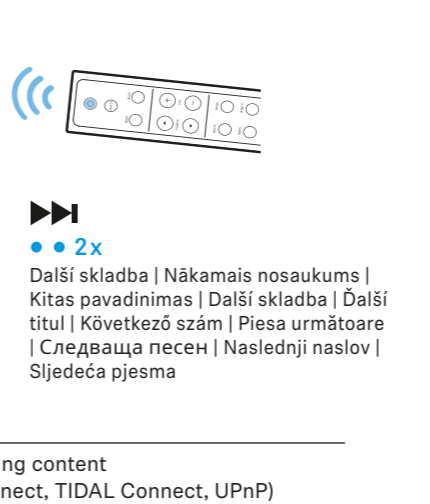 2x
Další skladba | Nākamais nosaukums |
Kitas pavadinimas | Další skladba | Ďalší
titul | Következő szám | Piesa următoare
| Следваща песен | Naslednji naslov |
Sljedeća pjesma
ng content
nect, TIDAL Connect, UPnP)